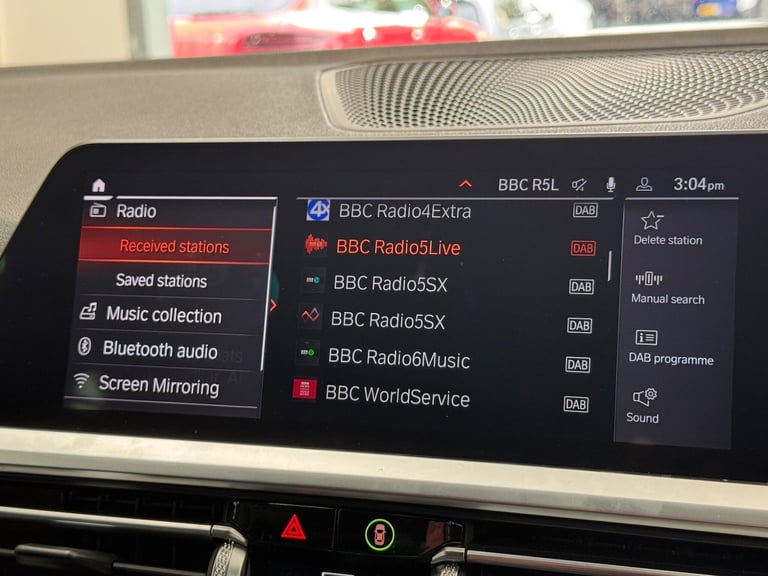 BBC R5L 3:04pm
Radio
Received stations
Saved stations
Music collection
Bluetooth audio
Screen Mirroring
4X BBC Radio4Extra DAB
BBC Radio5Live DAB
BBC Radio5SX DAB
BBC Radio5SX DAB
BBC Radio6Music DAB
BBC WorldService DAB
Delete station
Manual search
DAB programme
Sound